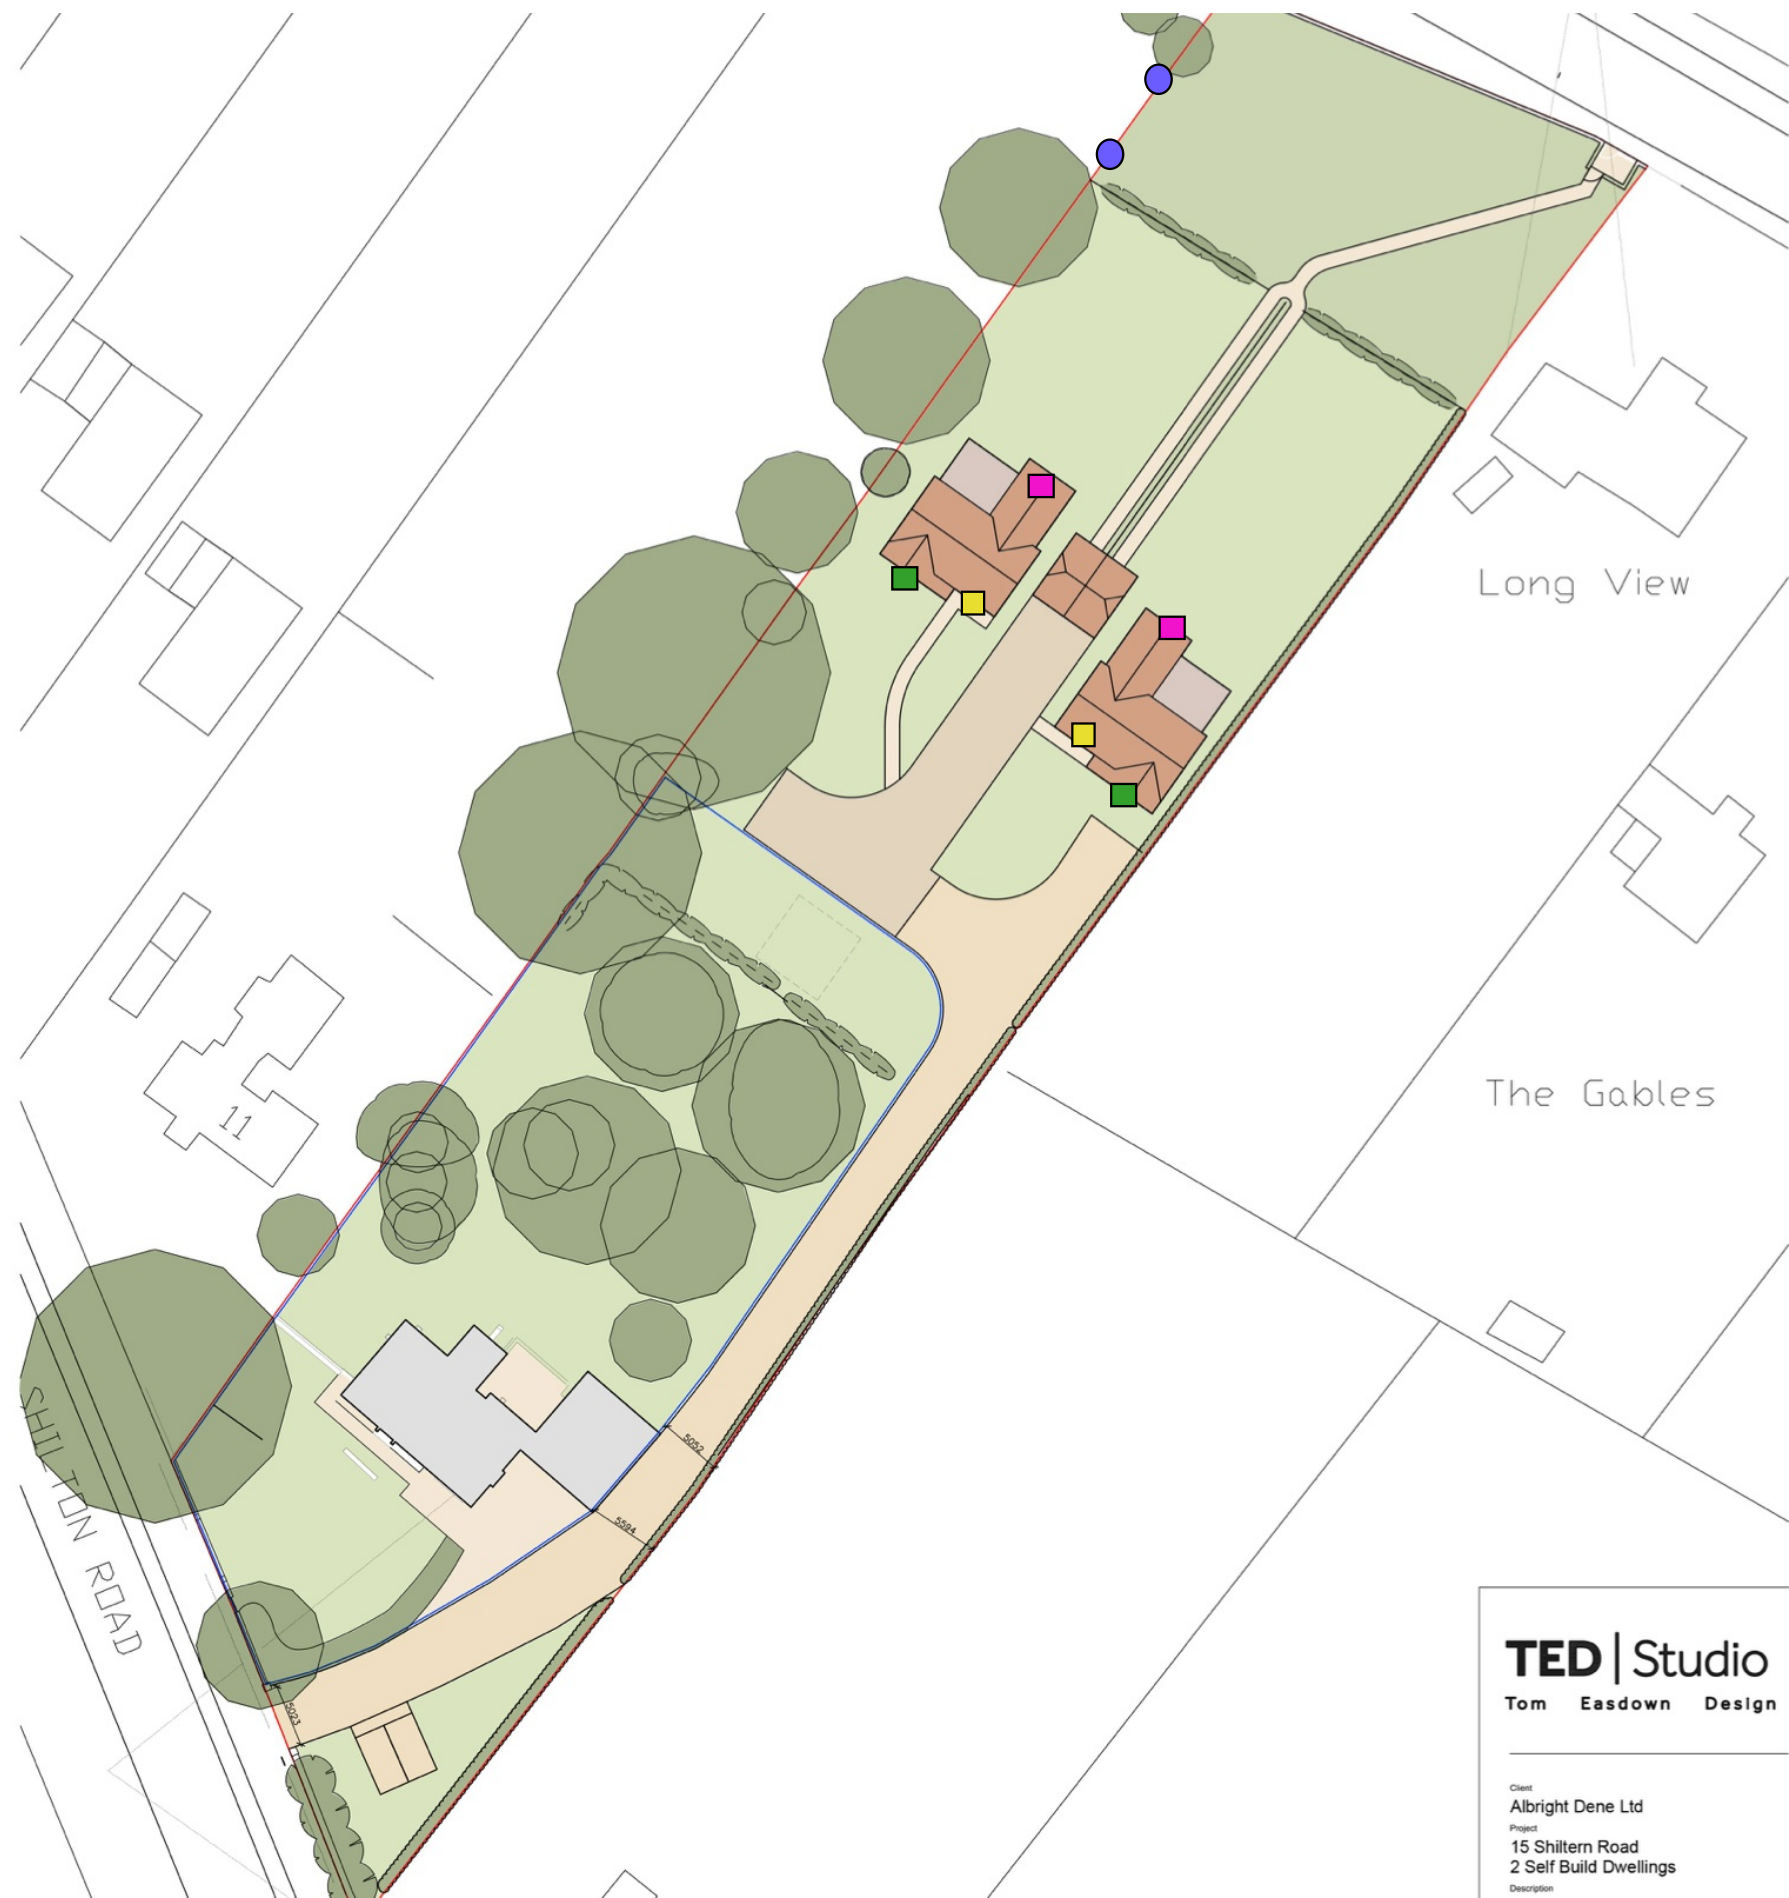 Long View
The Gables
11
5052
5594
SHILTON ROAD
5023
TED | Studio
Tom Easdown Design
Client
Albright Dene Ltd
Project
15 Shiltern Road
2 Self Build Dwellings
Description